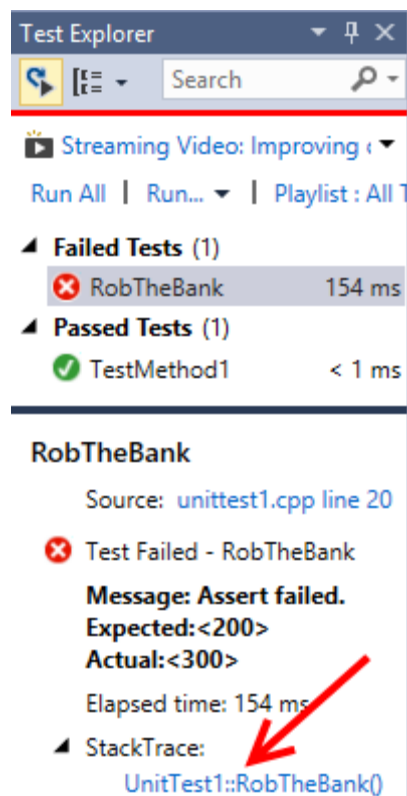 Test Explorer
Search
Streaming Video: Improving
Run All | Run... | Playlist : All
Failed Tests (1)
RobTheBank 154 ms
Passed Tests (1)
TestMethod1 < 1 ms
RobTheBank
Source: unittest1.cpp line 20
Test Failed - RobTheBank
Message: Assert failed.
Expected:<200>
Actual:<300>
Elapsed time: 154 ms
StackTrace:
UnitTest1::RobTheBank()